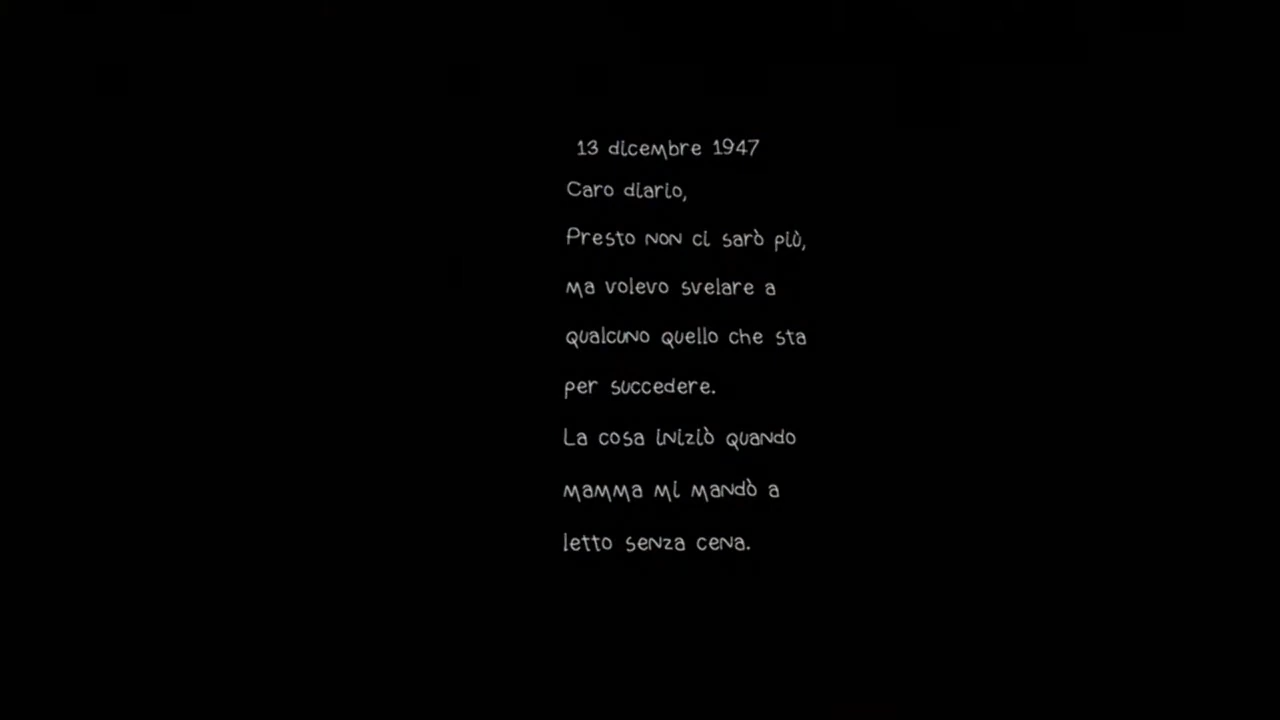 13 dicembre 1947
Caro diario,
Presto non ci sarò più,
ma volevo svelare a
qualcuno quello che sta
per succedere.
La cosa iniziò quando
mamma mi mandò a
letto senza cena.